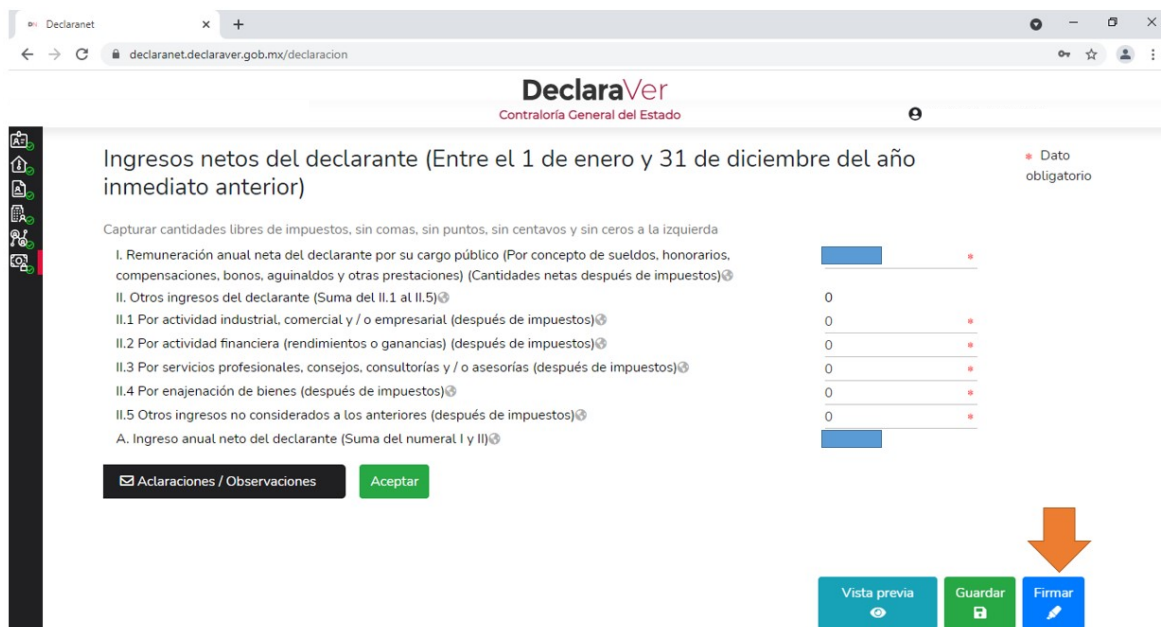 Declaranet
declaranet.declaraver.gob.mx/declaracion
DeclaraVer
Contraloría General del Estado
Ingresos netos del declarante (Entre el 1 de enero y 31 de diciembre del año
inmediato anterior)
* Dato
obligatorio
Capturar cantidades libres de impuestos, sin comas, sin puntos, sin centavos y sin ceros a la izquierda
I. Remuneración anual neta del declarante por su cargo público (Por concepto de sueldos, honorarios,
compensaciones, bonos, aguinaldos y otras prestaciones) (Cantidades netas después de impuestos)
*
II. Otros ingresos del declarante (Suma del II.1 al II.5) 0
II.1 Por actividad industrial, comercial y / o empresarial (después de impuestos) 0 *
II.2 Por actividad financiera (rendimientos o ganancias) (después de impuestos) 0 *
II.3 Por servicios profesionales, consejos, consultorías y / o asesorías (después de impuestos) 0 *
II.4 Por enajenación de bienes (después de impuestos) 0 *
II.5 Otros ingresos no considerados a los anteriores (después de impuestos) 0 *
A. Ingreso anual neto del declarante (Suma del numeral I y II)
Aclaraciones / Observaciones Aceptar
Vista previa Guardar Firmar